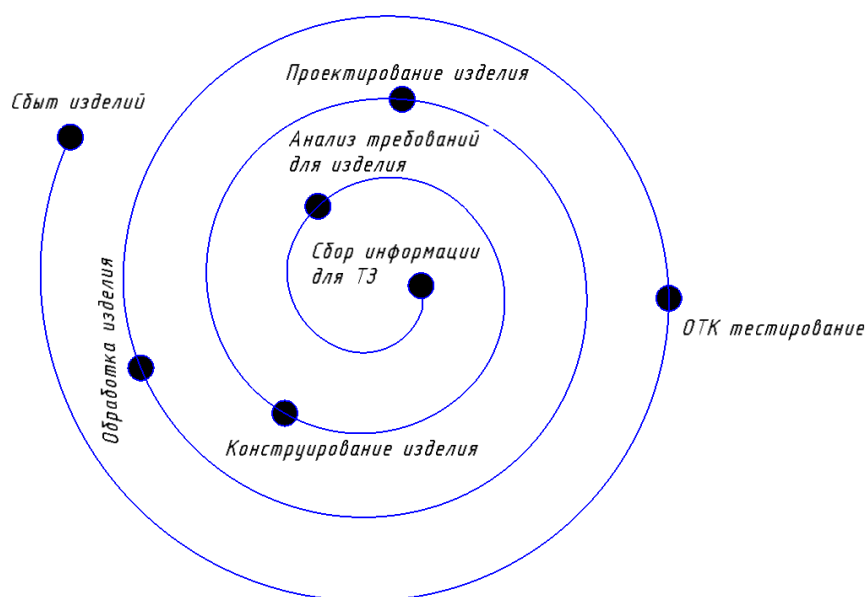 Проектирование изделия
Сбыт изделий
Анализ требований
для изделия
Сбор информации
для ТЗ
Обработка изделия
ОТК тестирование
Конструирование изделия